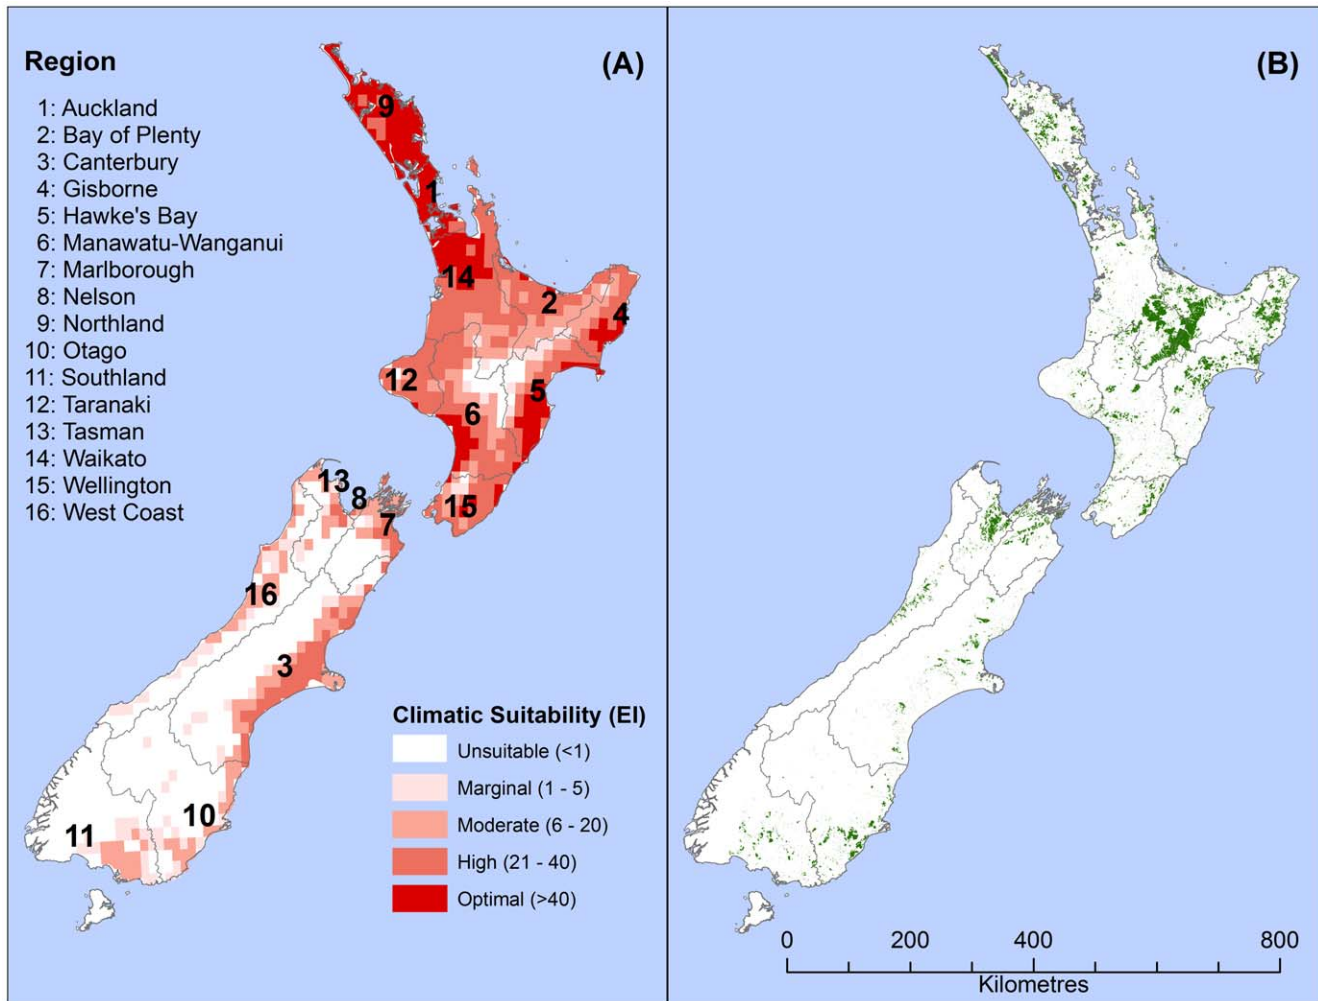 Region
(A)
1: Auckland
2: Bay of Plenty
3: Canterbury
4: Gisborne
5: Hawke's Bay
6: Manawatu-Wanganui
7: Marlborough
8: Nelson
9: Northland
10: Otago
11: Southland
12: Taranaki
13: Tasman
14: Waikato
15: Wellington
16: West Coast
9
1
14
2
4
12
5
6
13
8
15
7
16
3
10
11
Climatic Suitability (EI)
Unsuitable (<1)
Marginal (1 - 5)
Moderate (6 - 20)
High (21 - 40)
Optimal (>40)
(B)
0 200 400 800
Kilometres